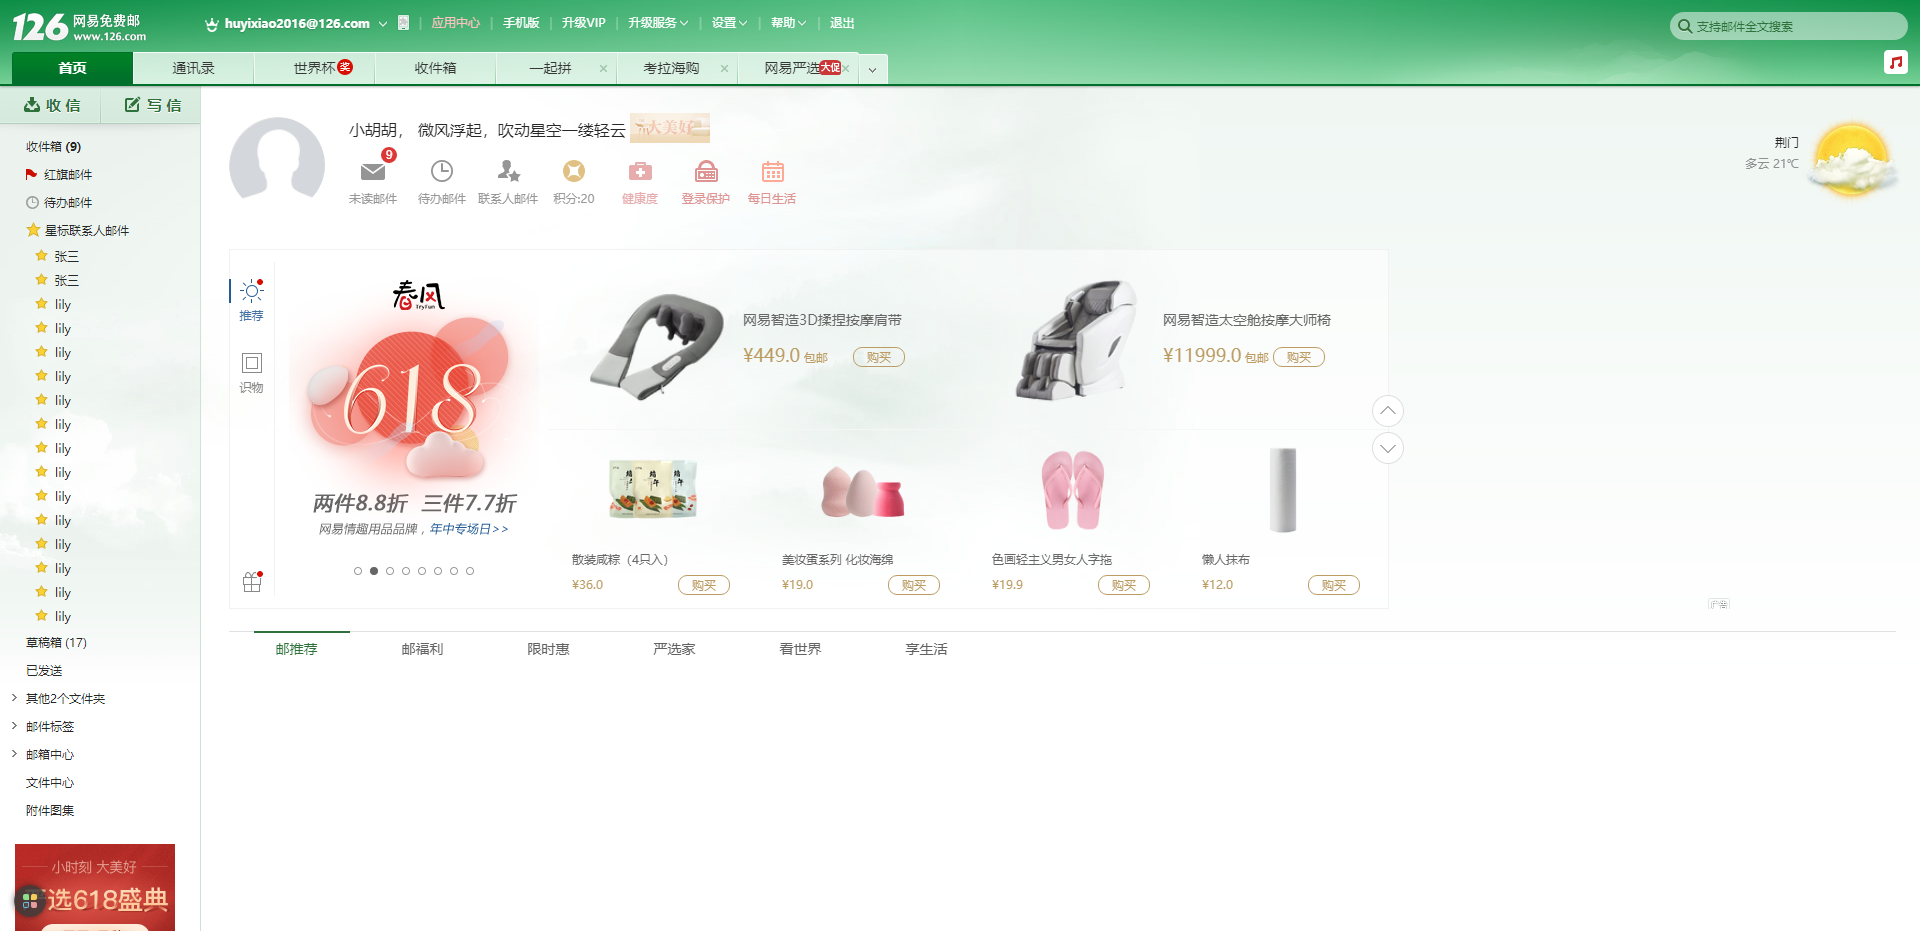 126 网易免费邮
www.126.com
huyixiao2016@126.com
应用中心 | 手机版 | 升级VIP | 升级服务 | 设置 | 帮助 | 退出
支持邮件全文搜索
首页
通讯录
世界杯 奖
收件箱
一起拼 ×
考拉海购 ×
网易严选 大促 ×
收 信
写 信
收件箱 (9)
红旗邮件
待办邮件
星标联系人邮件
张三
张三
lily
lily
lily
lily
lily
lily
lily
lily
lily
lily
lily
lily
lily
lily
草稿箱 (17)
已发送
其他2个文件夹
邮件标签
邮箱中心
文件中心
附件图集
小时刻 大美好
选618盛典
小胡胡， 微风浮起，吹动星空一缕轻云
大美好
9
未读邮件
待办邮件
联系人邮件
积分:20
健康度
登录保护
每日生活
荆门
多云 21℃
推荐
识物
春风
TryFun
618
两件8.8折 三件7.7折
网易情趣用品品牌，年中专场日>>
网易智造3D揉捏按摩肩带
¥449.0 包邮 购买
网易智造太空舱按摩大师椅
¥11999.0 包邮 购买
端午 端午 端午
散装咸粽（4只入）
¥36.0 购买
美妆蛋系列 化妆海绵
¥19.0 购买
色画轻主义男女人字拖
¥19.9 购买
懒人抹布
¥12.0 购买
广告
邮推荐
邮福利
限时惠
严选家
看世界
享生活